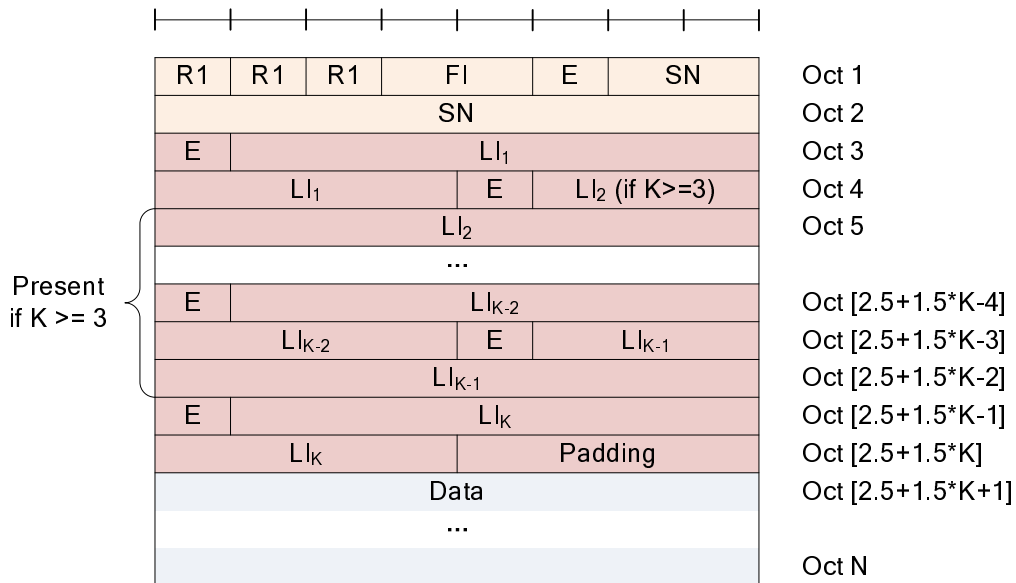 R1 R1 R1 FI E SN Oct 1
SN Oct 2
E LI1 Oct 3
LI1 E LI2 (if K>=3) Oct 4
LI2 Oct 5
...
Present
if K >= 3
E LIK-2 Oct [2.5+1.5*K-4]
LIK-2 E LIK-1 Oct [2.5+1.5*K-3]
LIK-1 Oct [2.5+1.5*K-2]
E LIK Oct [2.5+1.5*K-1]
LIK Padding Oct [2.5+1.5*K]
Data Oct [2.5+1.5*K+1]
...
Oct N